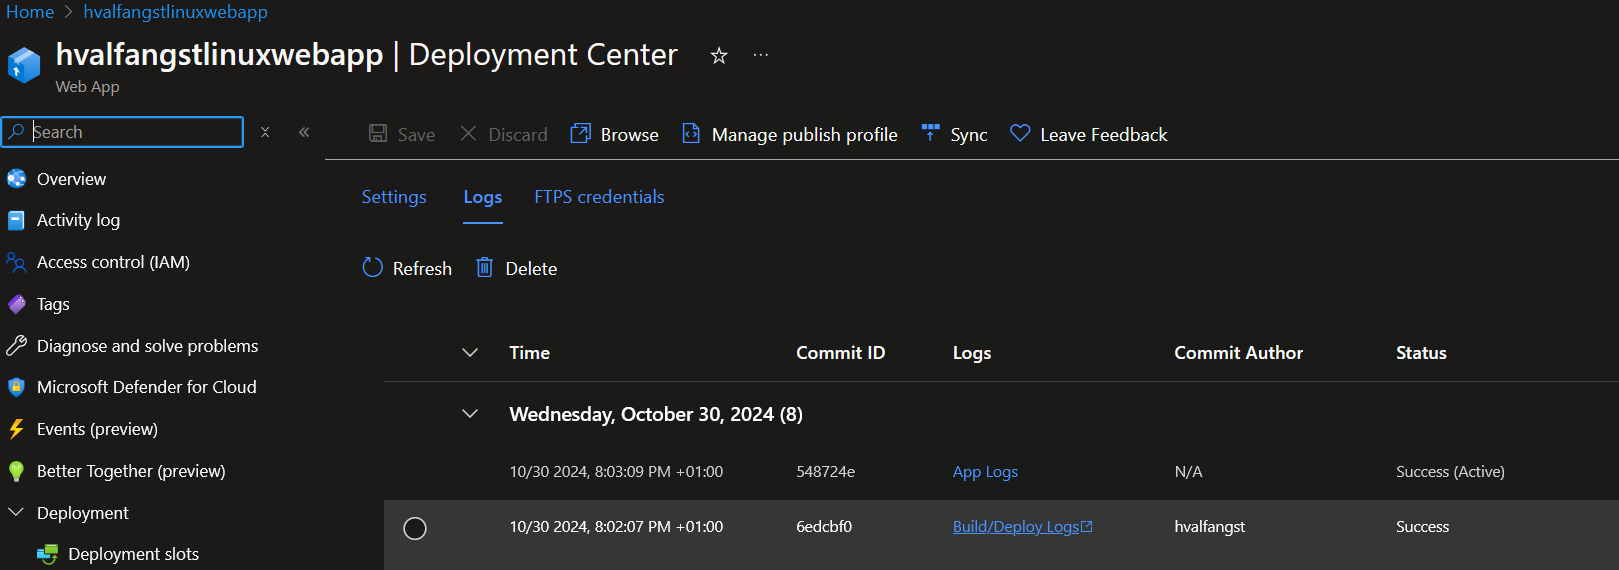 Home > hvalfangstlinuxwebapp
hvalfangstlinuxwebapp | Deployment Center
Web App
Search
Save
Discard
Browse
Manage publish profile
Sync
Leave Feedback
Overview
Activity log
Access control (IAM)
Tags
Diagnose and solve problems
Microsoft Defender for Cloud
Events (preview)
Better Together (preview)
Deployment
Deployment slots
Settings
Logs
FTPS credentials
Refresh
Delete
Time Commit ID Logs Commit Author Status
Wednesday, October 30, 2024 (8)
10/30 2024, 8:03:09 PM +01:00 548724e App Logs N/A Success (Active)
10/30 2024, 8:02:07 PM +01:00 6edcbf0 Build/Deploy Logs hvalfangst Success